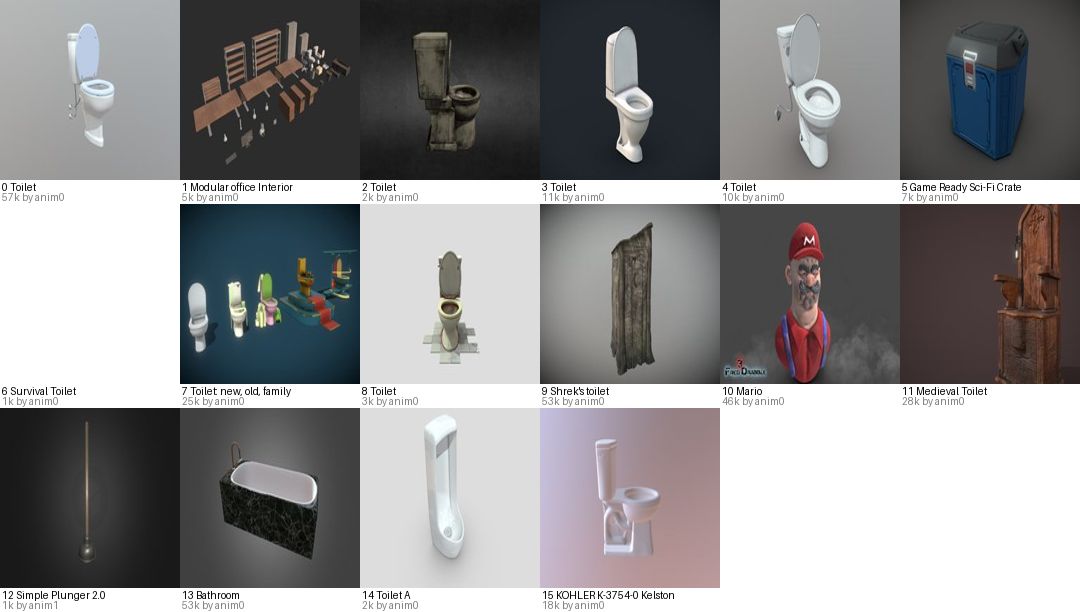 0 Toilet
57k by anim0
1 Modular office Interior
5k by anim0
2 Toilet
2k by anim0
3 Toilet
11k by anim0
4 Toilet
10k by anim0
5 Game Ready Sci-Fi Crate
7k by anim0
6 Survival Toilet
1k by anim0
7 Toilet: new, old, family
25k by anim0
8 Toilet
3k by anim0
9 Shrek's toilet
53k by anim0
M
3
10 Mario
46k by anim0
11 Medieval Toilet
28k by anim0
12 Simple Plunger 2.0
1k by anim1
13 Bathroom
53k by anim0
14 Toilet A
2k by anim0
15 KOHLER K-3754-0 Kelston
18k by anim0